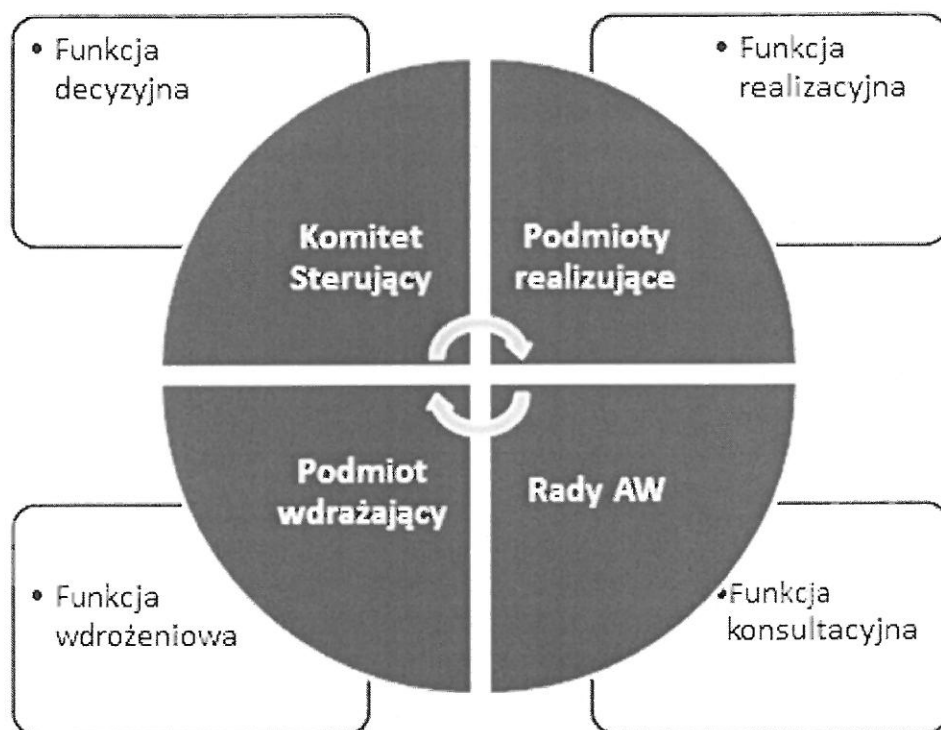 • Funkcja
decyzyjna
• Funkcja
realizacyjna
Komitet
Sterujący
Podmioty
realizujące
Podmiot
wdrażający
Rady AW
• Funkcja
wdrożeniowa
•Funkcja
konsultacyjna